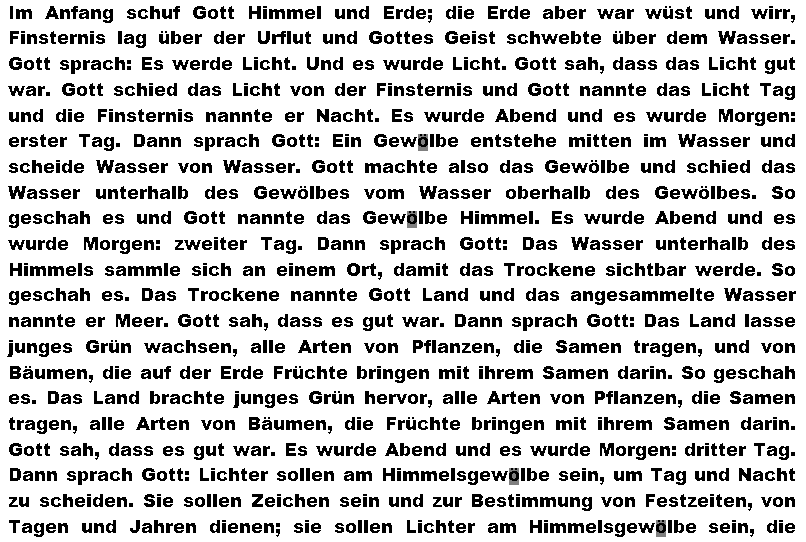 Im Anfang schuf Gott Himmel und Erde; die Erde aber war wüst und wirr,
Finsternis lag über der Urflut und Gottes Geist schwebte über dem Wasser.
Gott sprach: Es werde Licht. Und es wurde Licht. Gott sah, dass das Licht gut
war. Gott schied das Licht von der Finsternis und Gott nannte das Licht Tag
und die Finsternis nannte er Nacht. Es wurde Abend und es wurde Morgen:
erster Tag. Dann sprach Gott: Ein Gewölbe entstehe mitten im Wasser und
scheide Wasser von Wasser. Gott machte also das Gewölbe und schied das
Wasser unterhalb des Gewölbes vom Wasser oberhalb des Gewölbes. So
geschah es und Gott nannte das Gewölbe Himmel. Es wurde Abend und es
wurde Morgen: zweiter Tag. Dann sprach Gott: Das Wasser unterhalb des
Himmels sammle sich an einem Ort, damit das Trockene sichtbar werde. So
geschah es. Das Trockene nannte Gott Land und das angesammelte Wasser
nannte er Meer. Gott sah, dass es gut war. Dann sprach Gott: Das Land lasse
junges Grün wachsen, alle Arten von Pflanzen, die Samen tragen, und von
Bäumen, die auf der Erde Früchte bringen mit ihrem Samen darin. So geschah
es. Das Land brachte junges Grün hervor, alle Arten von Pflanzen, die Samen
tragen, alle Arten von Bäumen, die Früchte bringen mit ihrem Samen darin.
Gott sah, dass es gut war. Es wurde Abend und es wurde Morgen: dritter Tag.
Dann sprach Gott: Lichter sollen am Himmelsgewölbe sein, um Tag und Nacht
zu scheiden. Sie sollen Zeichen sein und zur Bestimmung von Festzeiten, von
Tagen und Jahren dienen; sie sollen Lichter am Himmelsgewölbe sein, die